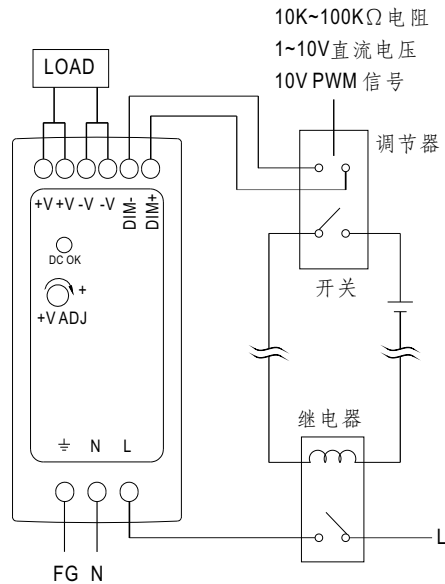 10K~100KΩ电阻
1~10V直流电压
10V PWM 信号
LOAD
调节器
+V +V -V -V DIM- DIM+
DC OK
+
+V ADJ
开关
继电器
N L
L
FG N